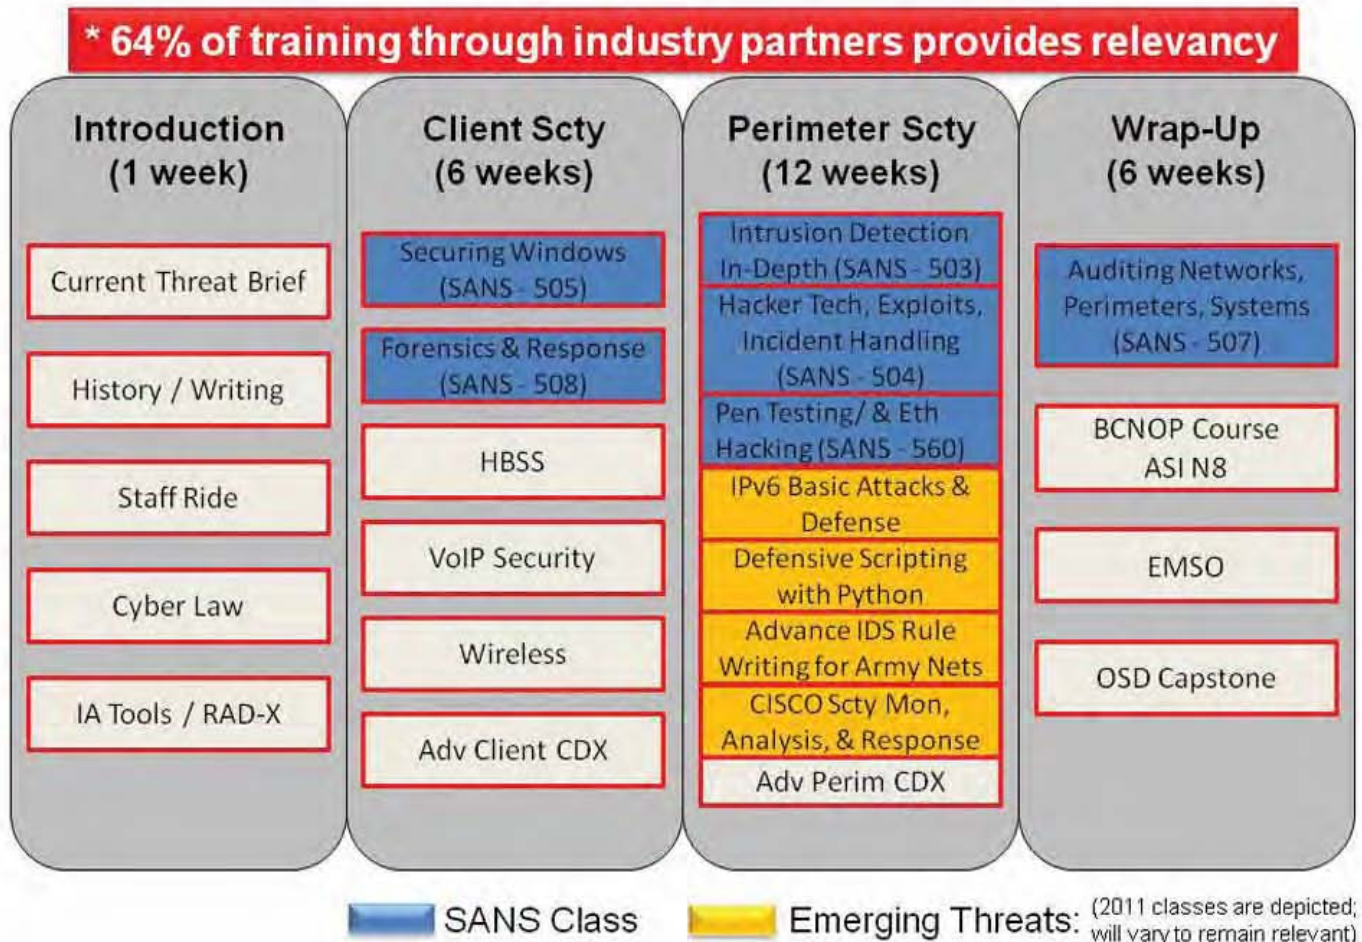 * 64% of training through industry partners provides relevancy
Introduction
(1 week)
Current Threat Brief
History / Writing
Staff Ride
Cyber Law
IA Tools / RAD-X
Client Scty
(6 weeks)
Securing Windows
(SANS - 505)
Forensics & Response
(SANS - 508)
HBSS
VoIP Security
Wireless
Adv Client CDX
Perimeter Scty
(12 weeks)
Intrusion Detection
In-Depth (SANS - 503)
Hacker Tech, Exploits,
Incident Handling
(SANS - 504)
Pen Testing/ & Eth
Hacking (SANS - 560)
IPv6 Basic Attacks &
Defense
Defensive Scripting
with Python
Advance IDS Rule
Writing for Army Nets
CISCO Scty Mon,
Analysis, & Response
Adv Perim CDX
Wrap-Up
(6 weeks)
Auditing Networks,
Perimeters, Systems
(SANS - 507)
BCNOP Course
ASI N8
EMSO
OSD Capstone
SANS Class
Emerging Threats:
(2011 classes are depicted;
will vary to remain relevant)